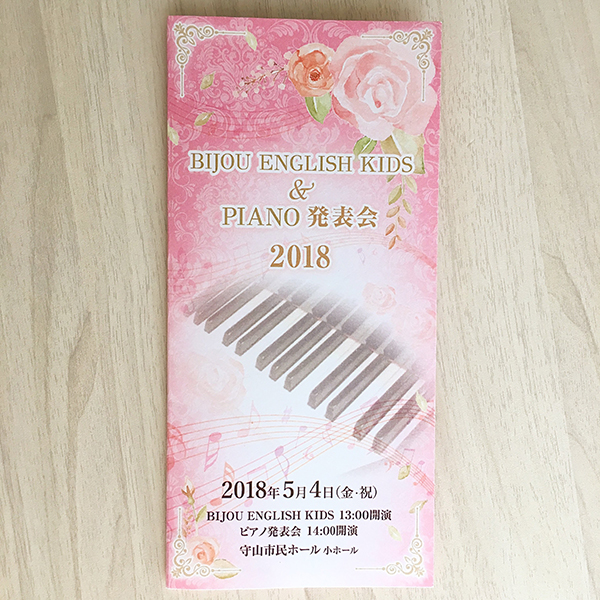 BIJOU ENGLISH KIDS
&
PIANO 発表会
2018
2018年5月4日(金・祝)
BIJOU ENGLISH KIDS 13:00開演
ピアノ発表会 14:00開演
守山市民ホール 小ホール